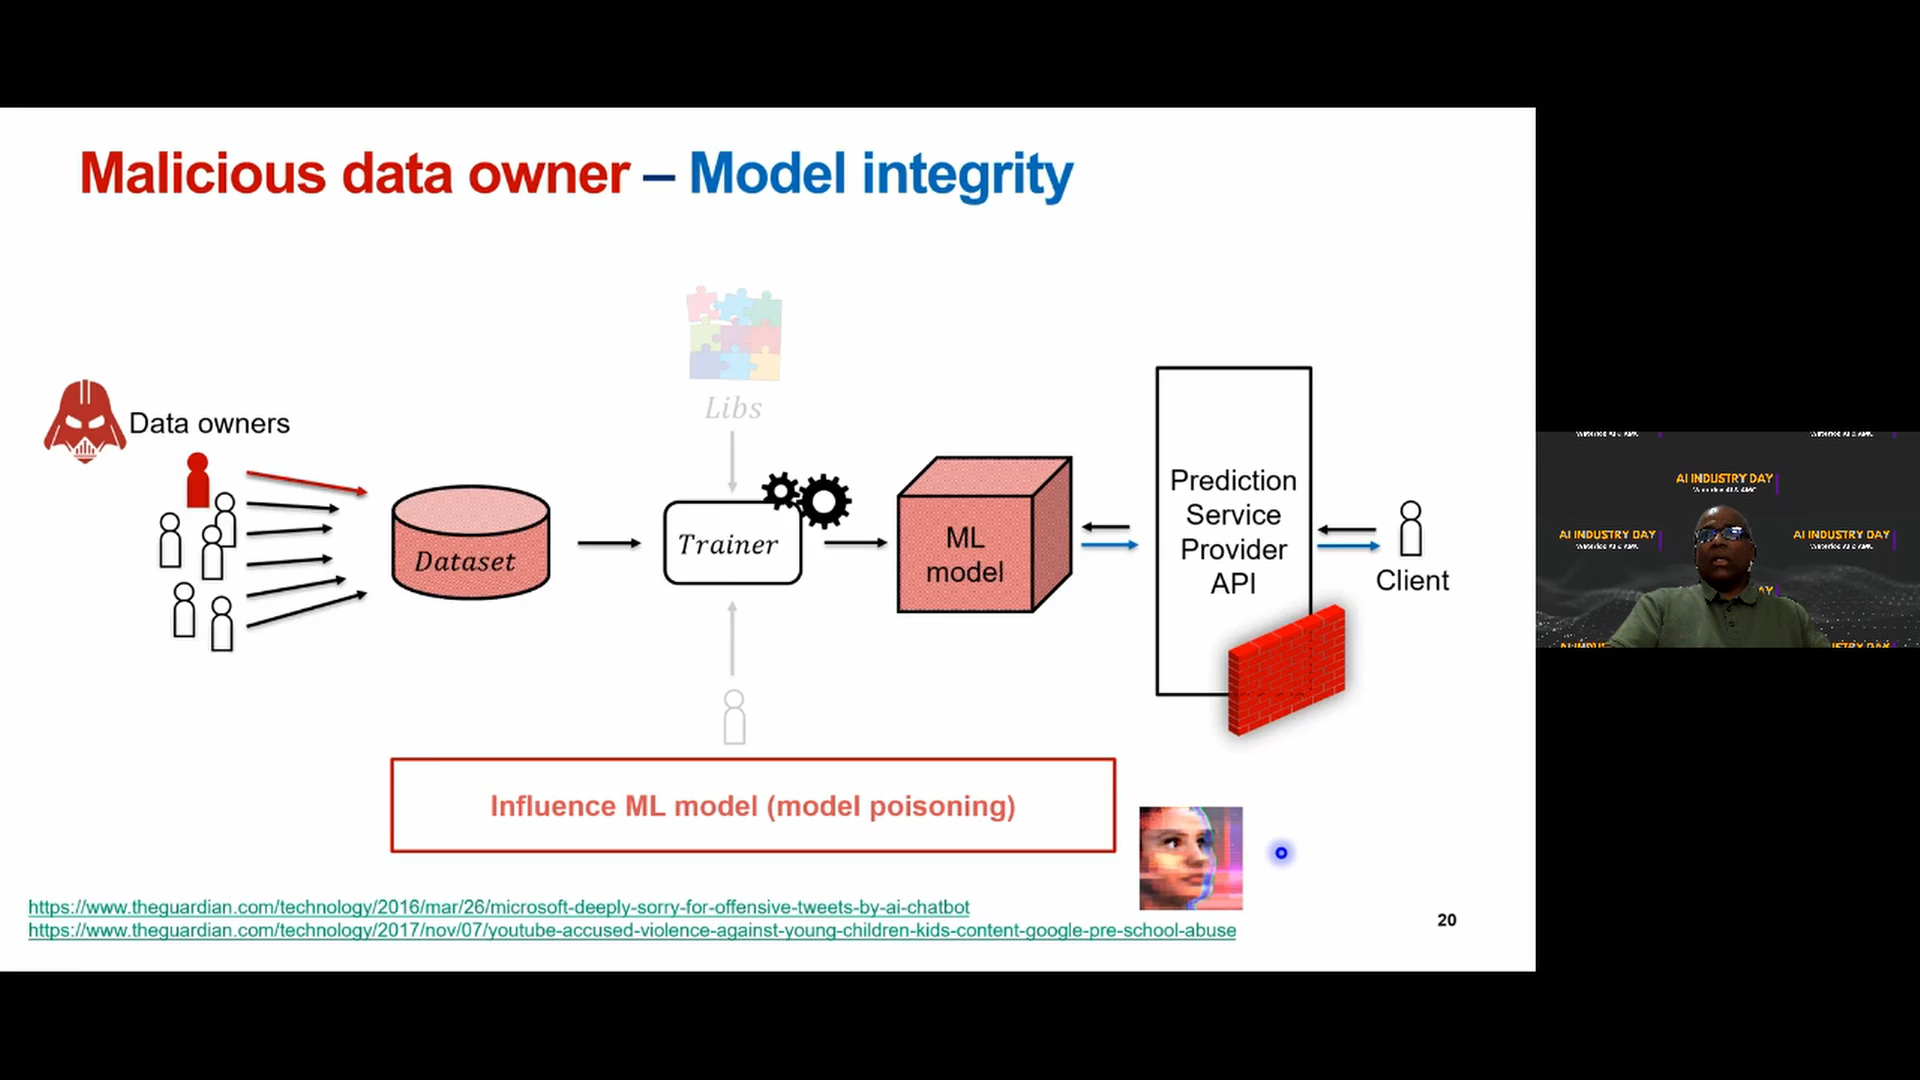 Malicious data owner – Model integrity
Libs
Data owners
Dataset
Trainer
ML
model
Prediction
Service
Provider
API
Client
Influence ML model (model poisoning)
https://www.theguardian.com/technology/2016/mar/26/microsoft-deeply-sorry-for-offensive-tweets-by-ai-chatbot
https://www.theguardian.com/technology/2017/nov/07/youtube-accused-violence-against-young-children-kids-content-google-pre-school-abuse
20
AI INDUSTRY DAY
AI INDUSTRY DAY
AI INDUSTRY DAY